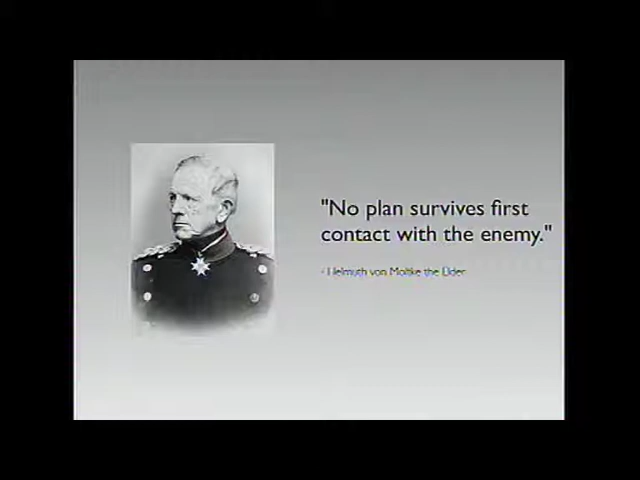 "No plan survives first
contact with the enemy."
- Helmuth von Moltke the Elder